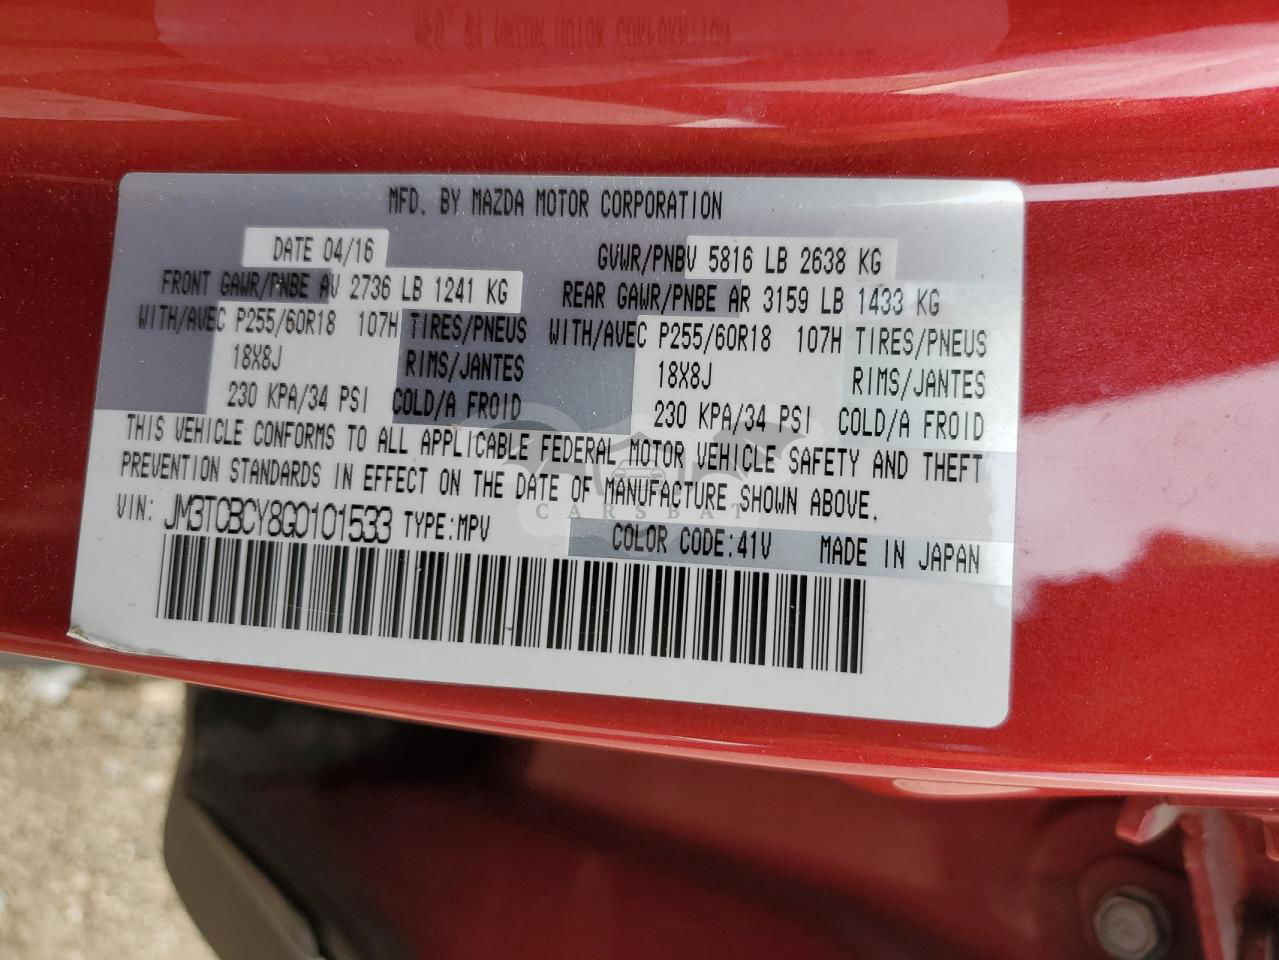 MFD. BY MAZDA MOTOR CORPORATION
DATE 04/16 GVWR/PNBV 5816 LB 2638 KG
FRONT GAWR/PNBE AV 2736 LB 1241 KG REAR GAWR/PNBE AR 3159 LB 1433 KG
WITH/AVEC P255/60R18 107H TIRES/PNEUS WITH/AVEC P255/60R18 107H TIRES/PNEUS
18X8J RIMS/JANTES 18X8J RIMS/JANTES
230 KPA/34 PSI COLD/A FROID 230 KPA/34 PSI COLD/A FROID
THIS VEHICLE CONFORMS TO ALL APPLICABLE FEDERAL MOTOR VEHICLE SAFETY AND THEFT
PREVENTION STANDARDS IN EFFECT ON THE DATE OF MANUFACTURE SHOWN ABOVE.
VIN: JM3TCBCY8G0101533 TYPE:MPV
COLOR CODE:41V MADE IN JAPAN
CARSBAT